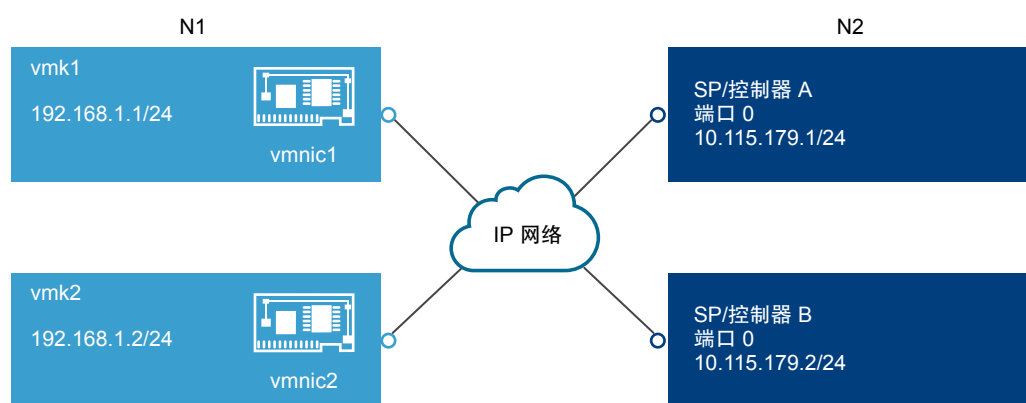 N1
N2
vmk1
192.168.1.1/24
vmnic1
SP/控制器 A
端口 0
10.115.179.1/24
IP 网络
vmk2
192.168.1.2/24
vmnic2
SP/控制器 B
端口 0
10.115.179.2/24